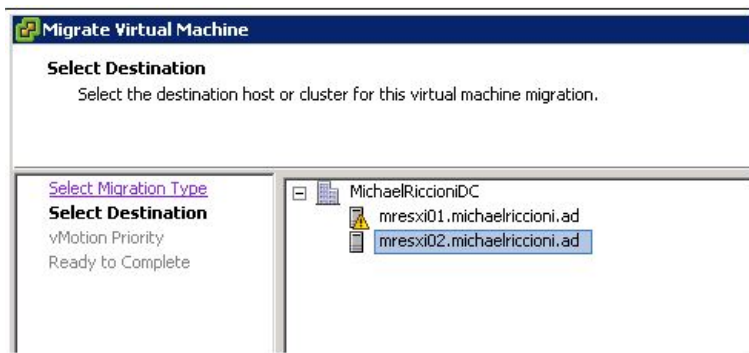 Migrate Virtual Machine
Select Destination
Select the destination host or cluster for this virtual machine migration.
Select Migration Type
Select Destination
vMotion Priority
Ready to Complete
MichaelRiccioniDC
mresxi01.michaelriccioni.ad
mresxi02.michaelriccioni.ad